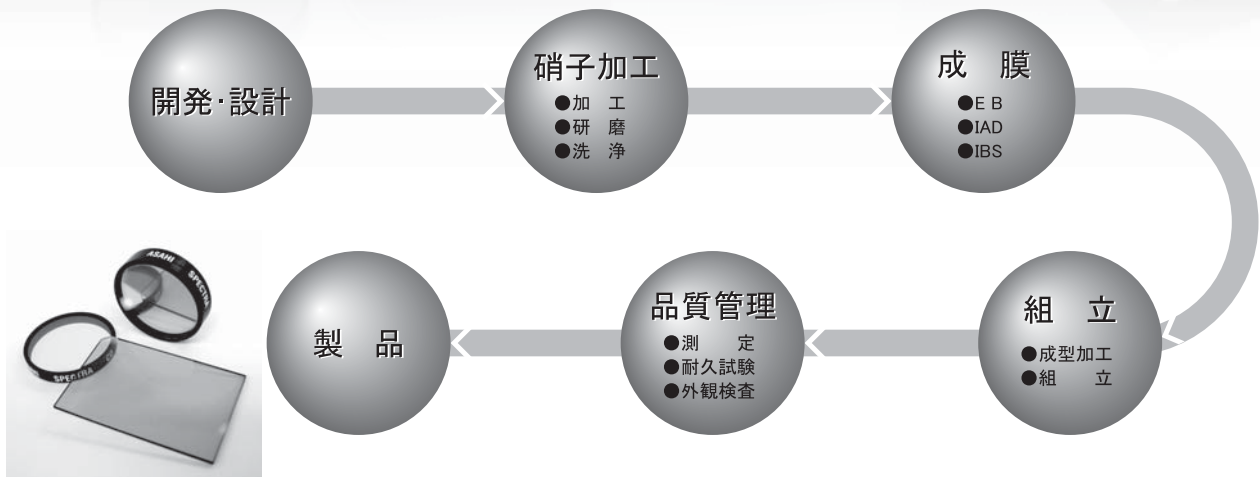 開発・設計
硝子加工
●加　工
●研　磨
●洗　浄
成　膜
●E B
●IAD
●IBS
組　立
●成型加工
●組　　立
品質管理
●測　　定
●耐久試験
●外観検査
製　品
ASAHI SPECTRA
SPECTRA